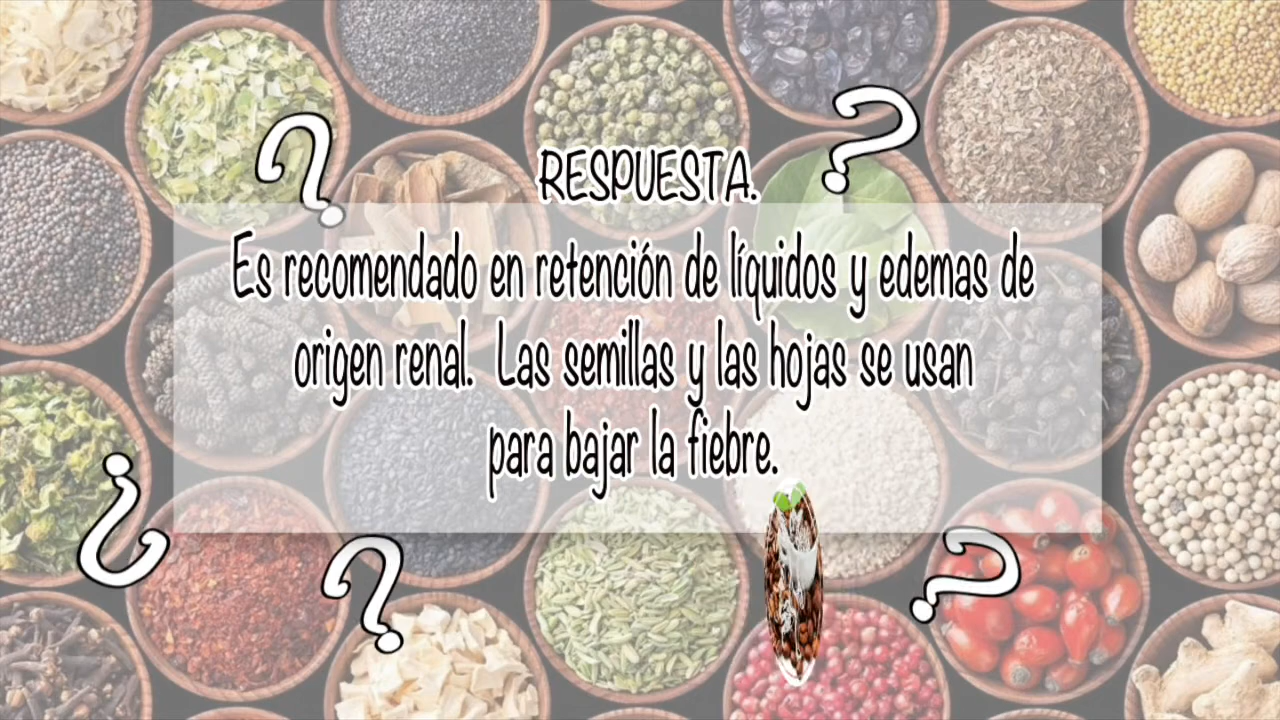 RESPUESTA.
Es recomendado en retención de líquidos y edemas de
origen renal. Las semillas y las hojas se usan
para bajar la fiebre.